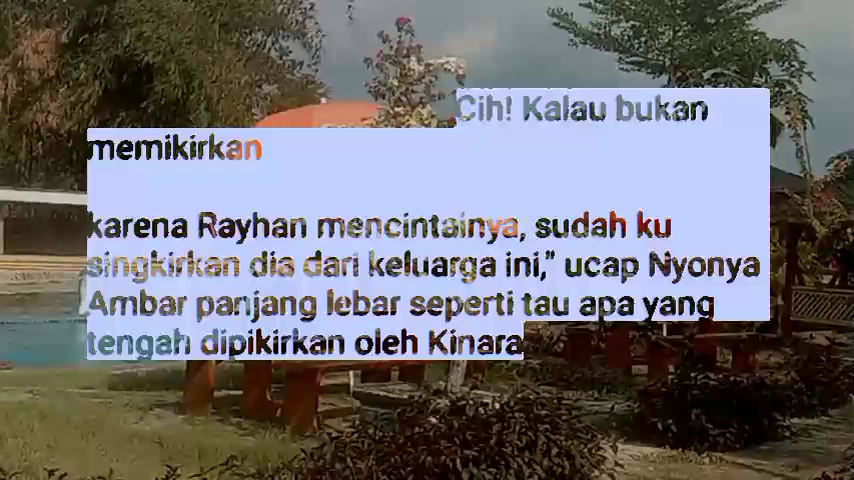 Cih! Kalau bukan
memikirkan
karena Rayhan mencintainya, sudah ku
singkirkan dia dari keluarga ini," ucap Nyonya
Ambar panjang lebar seperti tau apa yang
tengah dipikirkan oleh Kinara